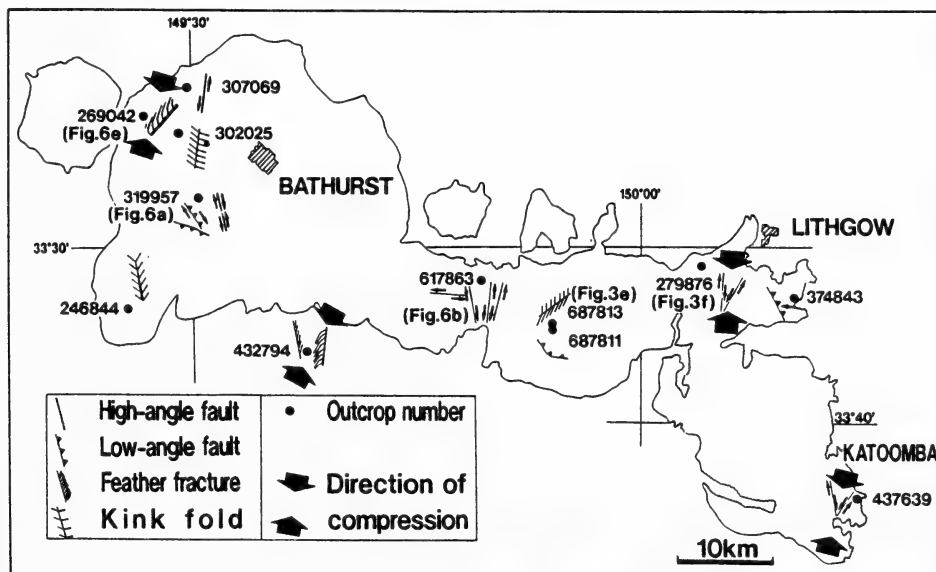 149°30'
307069
269042
(Fig.6e)
302025
BATHURST
319957
(Fig.6a)
150°00'
LITHGOW
33°30
617863
(Fig.6b)
(Fig.3e)
687813
687811
279876
(Fig.3f)
374843
246844
432794
33°40'
KATOOMBA
437639
High-angle fault
Low-angle fault
Feather fracture
Kink fold
Outcrop number
Direction of
compression
10km